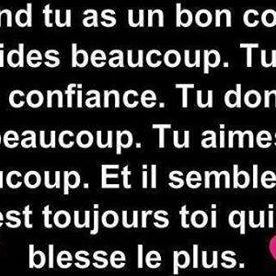 nd tu as un bon co
ides beaucoup. Tu
confiance. Tu don
eaucoup. Tu aimes
ucoup. Et il semble
est toujours toi qui
blesse le plus.